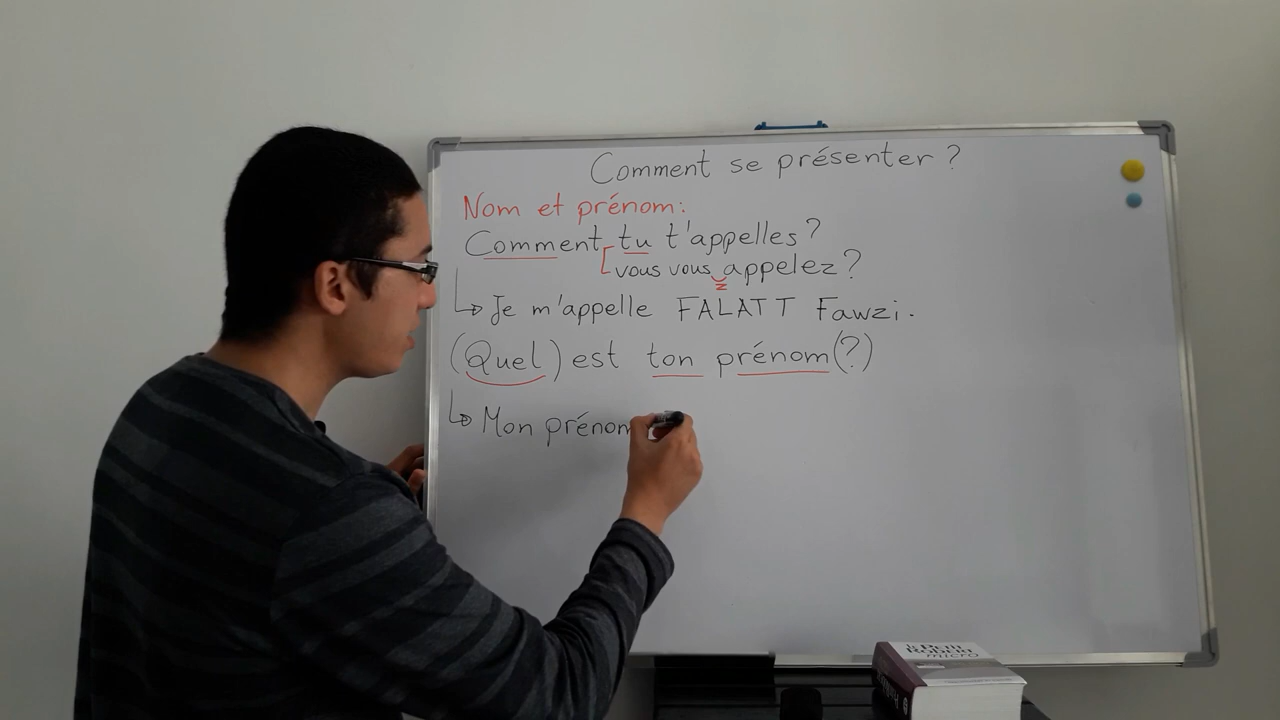 Comment se présenter ?
Nom et prénom:
Comment tu t'appelles ?
vous vous appelez ?
z
↳ Je m'appelle FALATT Fawzi.
(Quel) est ton prénom (?)
↳ Mon prénom
micro